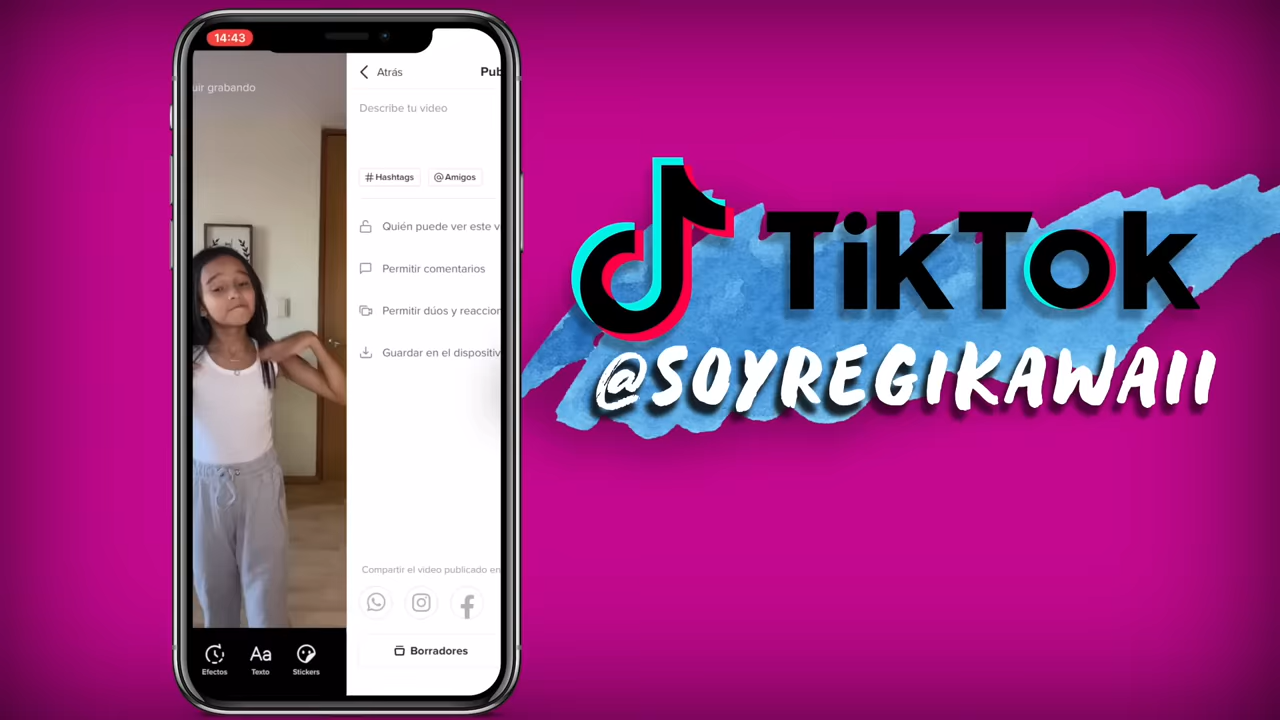 14:43
uir grabando
Atrás
Pub
Describe tu video
# Hashtags
@ Amigos
Quién puede ver este v
Permitir comentarios
Permitir dúos y reaccion
Guardar en el dispositiv
Compartir el video publicado en
Borradores
Efectos
Aa
Texto
Stickers
TikTok
@SOYREGIKAWAII